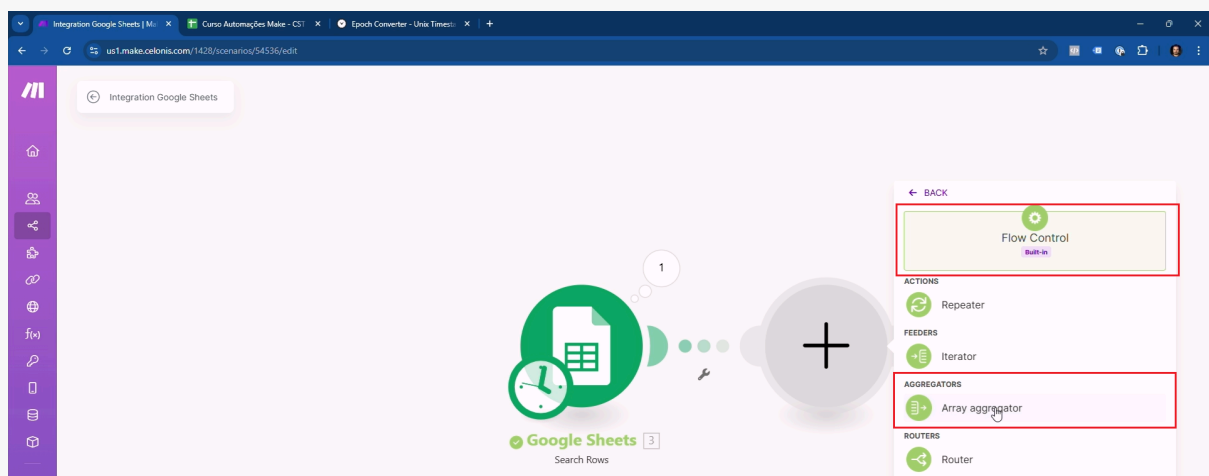 Integration Google Sheets | Ma
Curso Automações Make - CST
Epoch Converter - Unix Timesta
us1.make.celonis.com/1428/scenarios/54536/edit
Integration Google Sheets
BACK
Flow Control
Built-in
ACTIONS
Repeater
FEEDERS
Iterator
AGGREGATORS
Array aggregator
ROUTERS
Router
1
Google Sheets 3
Search Rows
f(x)